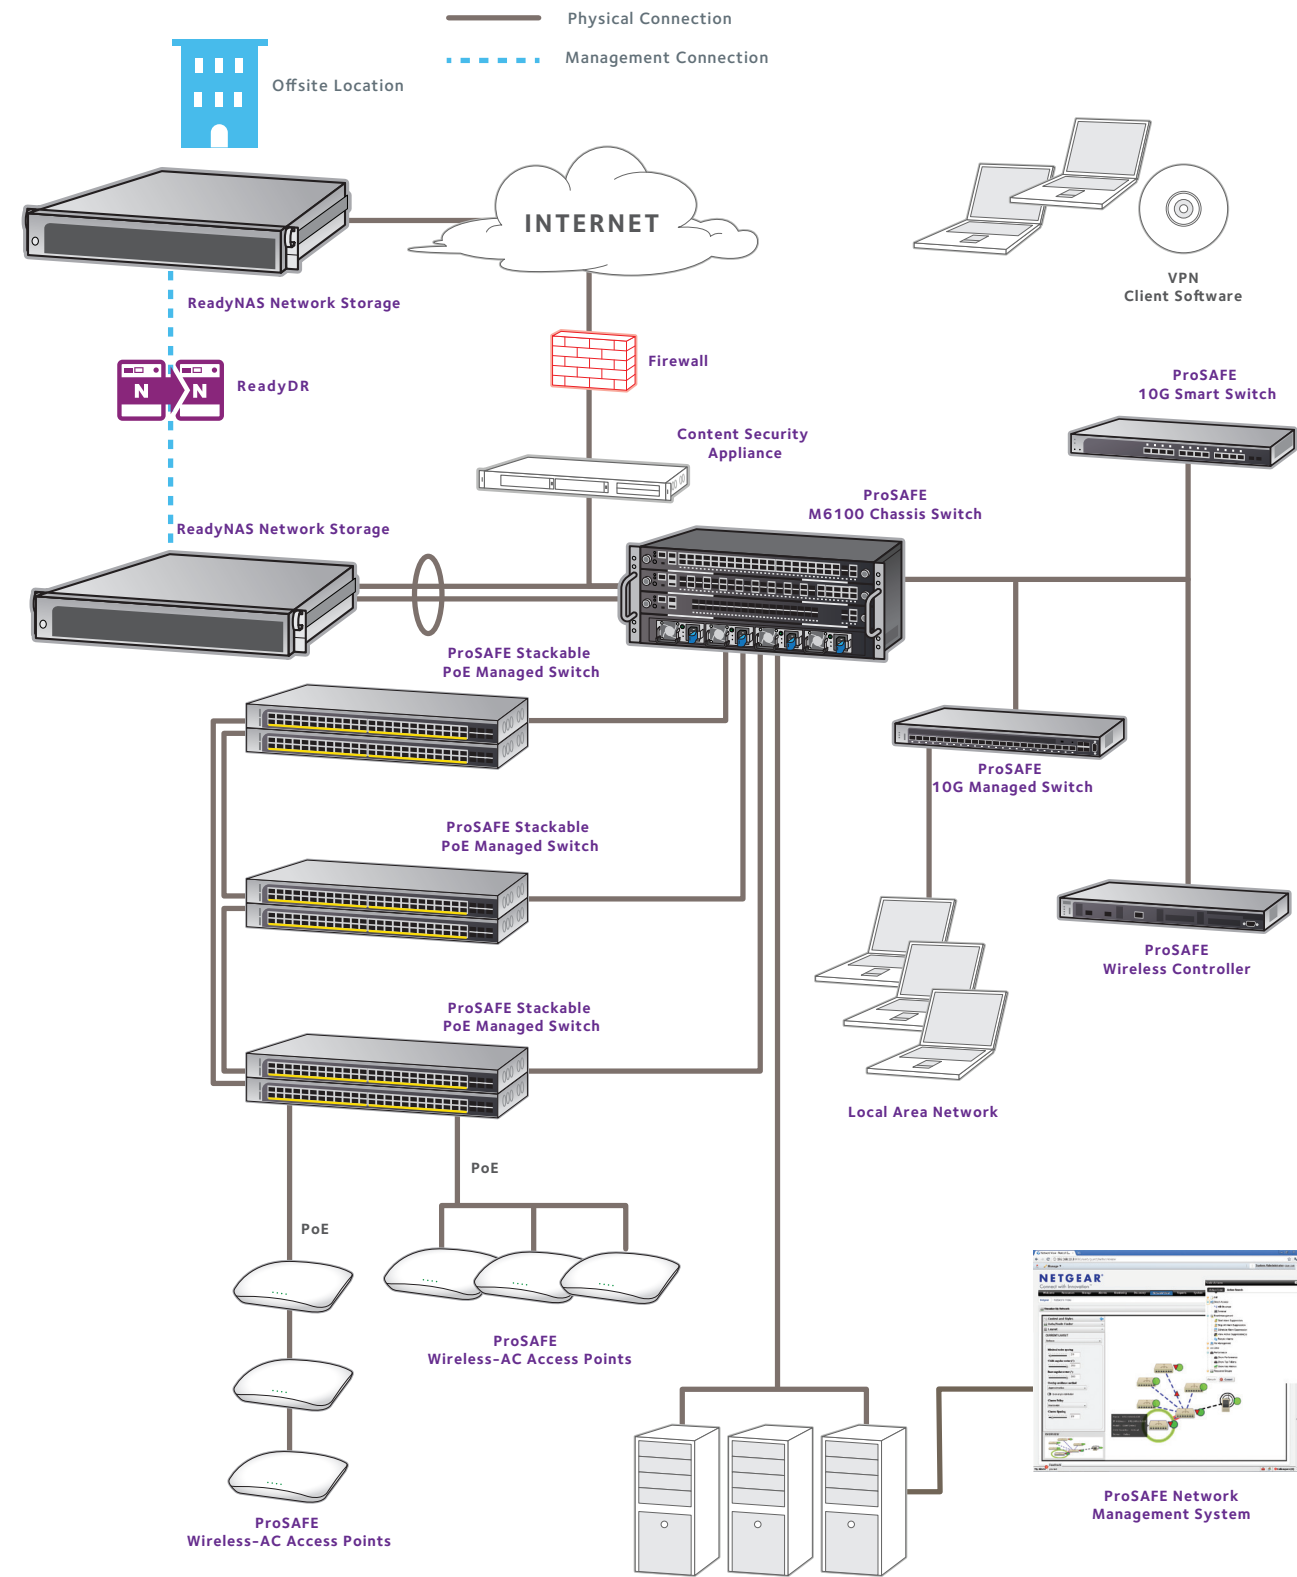 Physical Connection
Management Connection
Offsite Location
INTERNET
VPN
Client Software
ReadyNAS Network Storage
Firewall
ReadyDR
N
N
ProSAFE
10G Smart Switch
Content Security
Appliance
ProSAFE
M6100 Chassis Switch
ReadyNAS Network Storage
ProSAFE Stackable
PoE Managed Switch
ProSAFE
10G Managed Switch
ProSAFE Stackable
PoE Managed Switch
ProSAFE
Wireless Controller
ProSAFE Stackable
PoE Managed Switch
Local Area Network
PoE
PoE
ProSAFE
Wireless-AC Access Points
NETGEAR
ProSAFE Network
Management System
ProSAFE
Wireless-AC Access Points